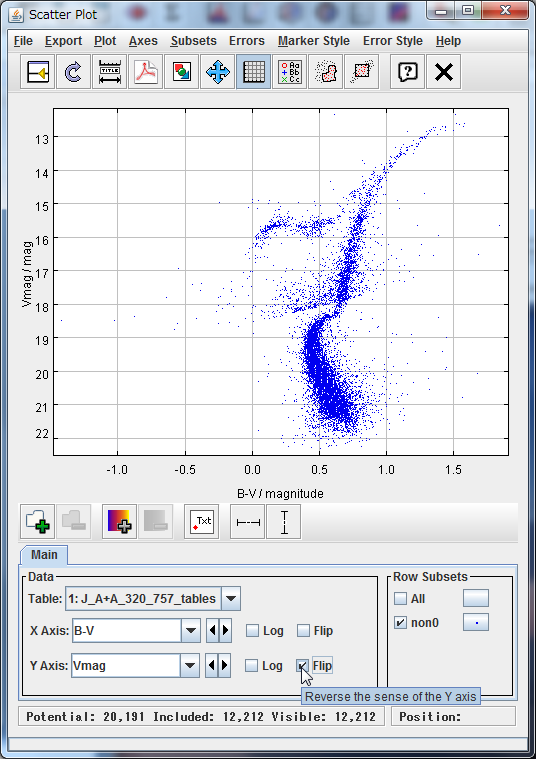 Scatter Plot
File Export Plot Axes Subsets Errors Marker Style Error Style Help
TITLE
Aa
Bb
Cc
?
13
14
15
16
17
18
19
20
21
22
Vmag / mag
-1.0 -0.5 0.0 0.5 1.0 1.5
B-V / magnitude
Txt
Main
Data
Table: 1: J_A+A_320_757_tables
X Axis: B-V Log Flip
Y Axis: Vmag Log Flip
Row Subsets
All
non0
Reverse the sense of the Y axis
Potential: 20,191 Included: 12,212 Visible: 12,212 Position: